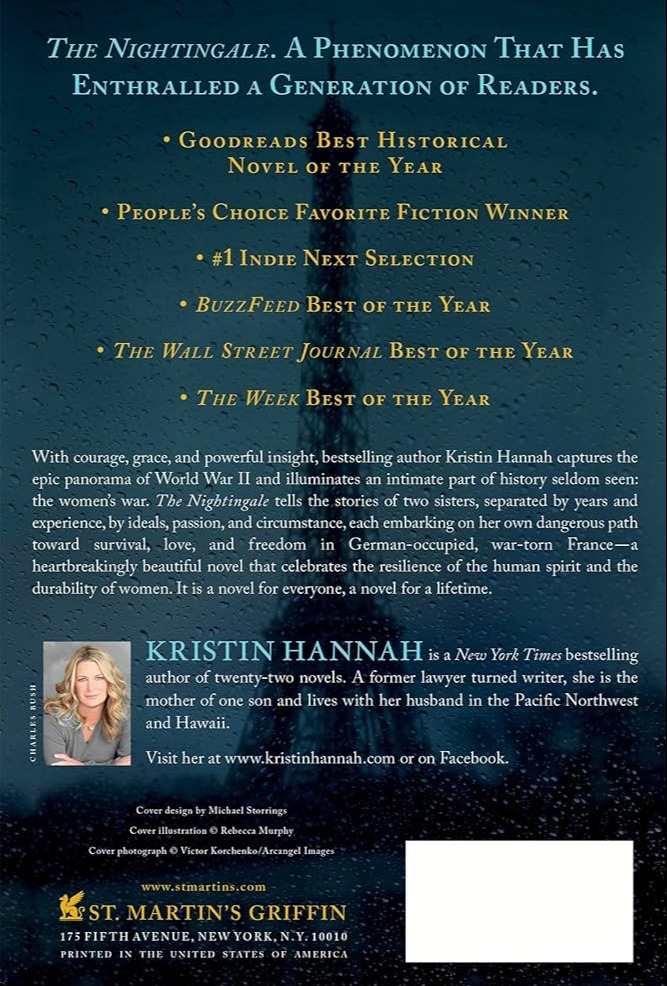 THE NIGHTINGALE. A PHENOMENON THAT HAS
ENTHRALLED A GENERATION OF READERS.
• GOODREADS BEST HISTORICAL
NOVEL OF THE YEAR
• PEOPLE'S CHOICE FAVORITE FICTION WINNER
• #1 INDIE NEXT SELECTION
• BUZZFEED BEST OF THE YEAR
• THE WALL STREET JOURNAL BEST OF THE YEAR
• THE WEEK BEST OF THE YEAR
With courage, grace, and powerful insight, bestselling author Kristin Hannah captures the
epic panorama of World War II and illuminates an intimate part of history seldom seen:
the women's war. The Nightingale tells the stories of two sisters, separated by years and
experience, by ideals, passion, and circumstance, each embarking on her own dangerous path
toward survival, love, and freedom in German-occupied, war-torn France—a
heartbreakingly beautiful novel that celebrates the resilience of the human spirit and the
durability of women. It is a novel for everyone, a novel for a lifetime.
CHARLES BUSH
KRISTIN HANNAH is a New York Times bestselling
author of twenty-two novels. A former lawyer turned writer, she is the
mother of one son and lives with her husband in the Pacific Northwest
and Hawaii.
Visit her at www.kristinhannah.com or on Facebook.
Cover design by Michael Storrings
Cover illustration © Rebecca Murphy
Cover photograph © Victor Korchenko/Arcangel Images
www.stmartins.com
ST. MARTIN'S GRIFFIN
175 FIFTH AVENUE, NEW YORK, N.Y. 10010
PRINTED IN THE UNITED STATES OF AMERICA